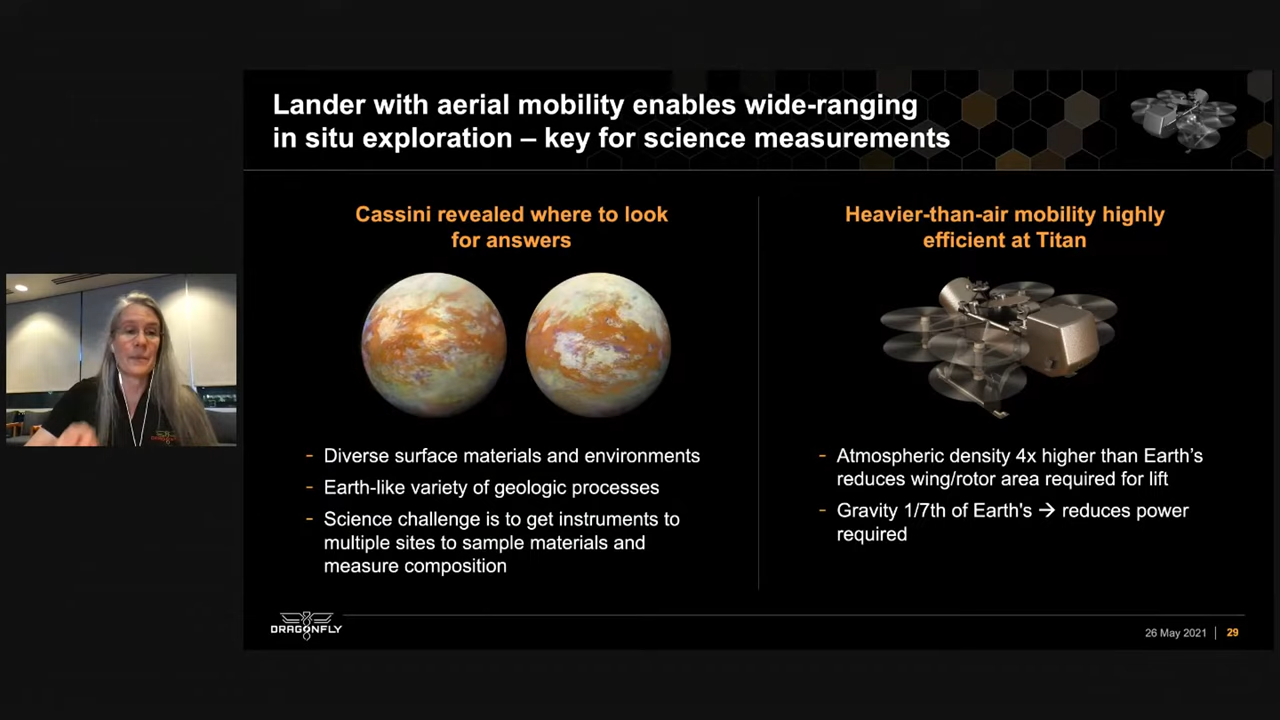 Lander with aerial mobility enables wide-ranging
in situ exploration – key for science measurements
Cassini revealed where to look
for answers
- Diverse surface materials and environments
- Earth-like variety of geologic processes
- Science challenge is to get instruments to
multiple sites to sample materials and
measure composition
Heavier-than-air mobility highly
efficient at Titan
- Atmospheric density 4x higher than Earth's
reduces wing/rotor area required for lift
- Gravity 1/7th of Earth's → reduces power
required
DRAGONFLY
26 May 2021 | 29